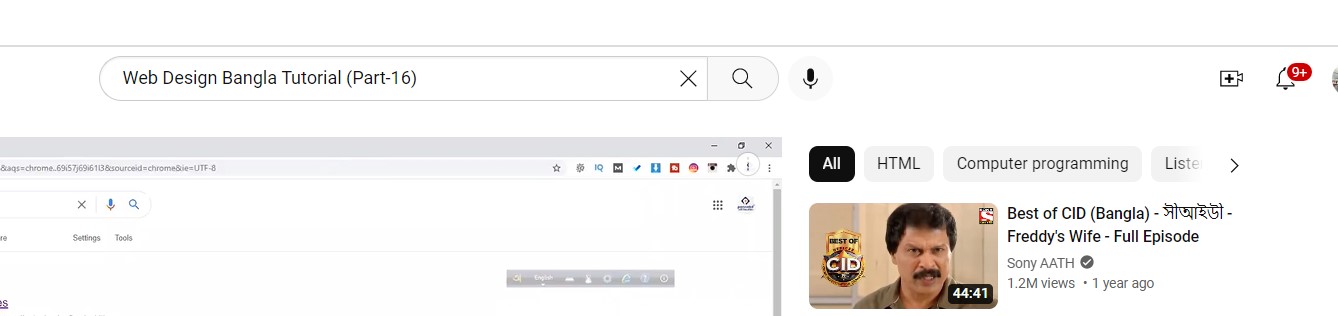 Web Design Bangla Tutorial (Part-16)
9+
&aqs=chrome..69i57j69i61l3&sourceid=chrome&ie=UTF-8
IQ
re
Settings Tools
English
es
All HTML Computer programming Liste
BEST OF
CID
44:41
Best of CID (Bangla) - সীআইডী -
Freddy's Wife - Full Episode
Sony AATH
1.2M views • 1 year ago